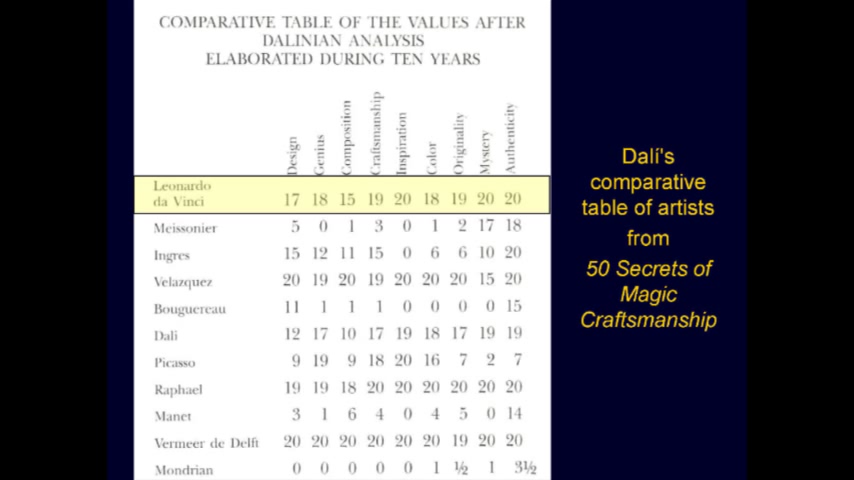 COMPARATIVE TABLE OF THE VALUES AFTER
DALINIAN ANALYSIS
ELABORATED DURING TEN YEARS
Design Genius Composition Craftsmanship Inspiration Color Originality Mystery Authenticity
Leonardo
da Vinci 17 18 15 19 20 18 19 20 20
Meissonier 5 0 1 3 0 1 2 17 18
Ingres 15 12 11 15 0 6 6 10 20
Velazquez 20 19 20 19 20 20 20 15 20
Bouguereau 11 1 1 1 0 0 0 0 15
Dali 12 17 10 17 19 18 17 19 19
Picasso 9 19 9 18 20 16 7 2 7
Raphael 19 19 18 20 20 20 20 20 20
Manet 3 1 6 4 0 4 5 0 14
Vermeer de Delft 20 20 20 20 20 20 19 20 20
Mondrian 0 0 0 0 0 1 ½ 1 3½
Dalí's
comparative
table of artists
from
50 Secrets of
Magic
Craftsmanship